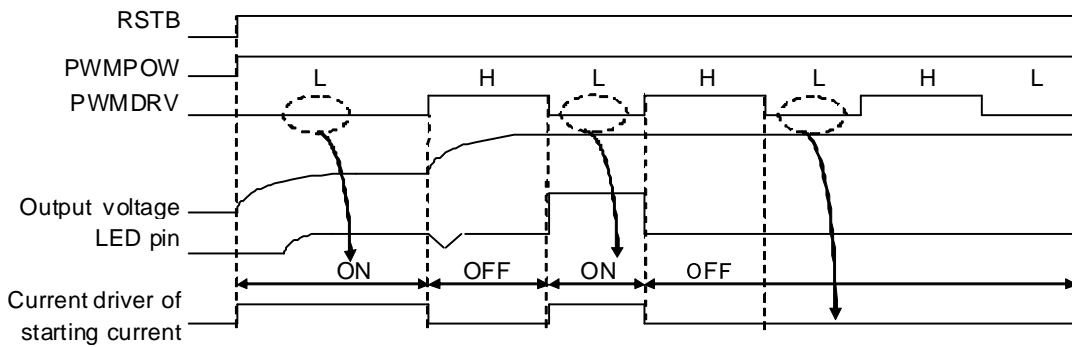 RSTB
PWMPOW
L H L H L H L
PWMDRV
Output voltage
LED pin
ON OFF ON OFF
Current driver of
starting current